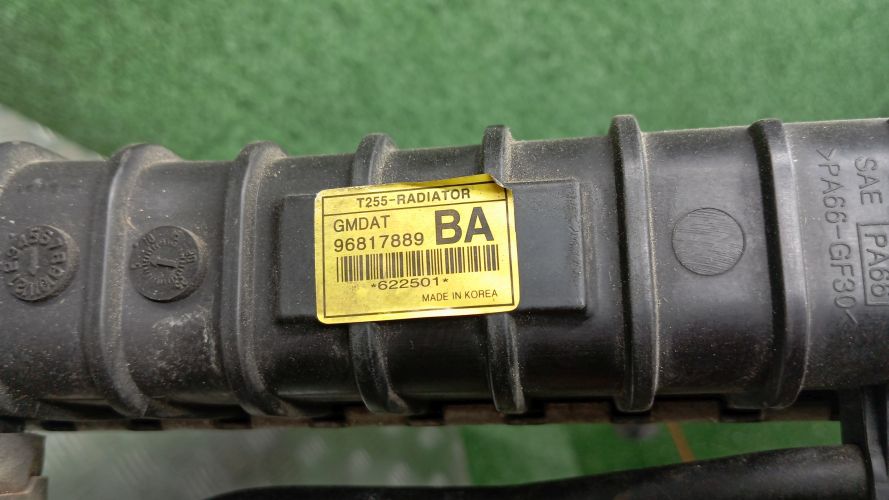 T255-RADIATOR
GMDAT
96817889 BA
*622501*
MADE IN KOREA
SAE PA66
>PA66-GF30<